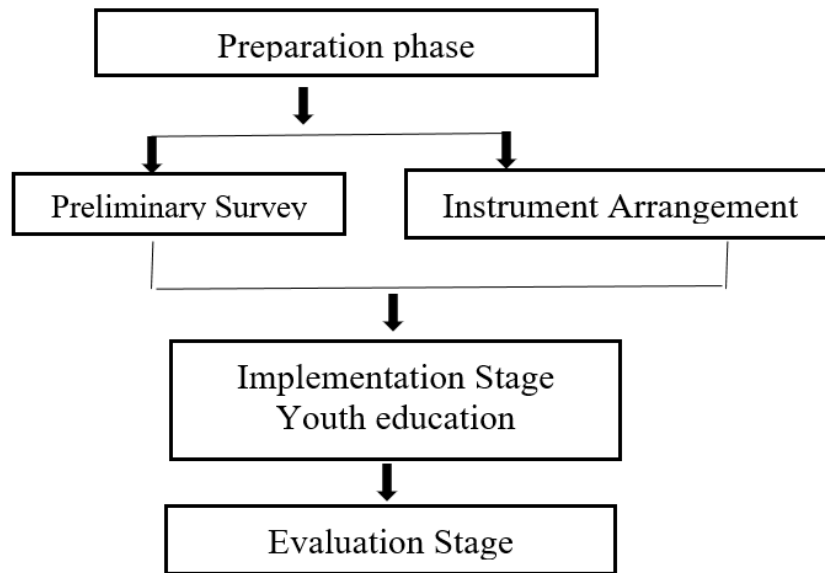 Preparation phase
Preliminary Survey
Instrument Arrangement
Implementation Stage
Youth education
Evaluation Stage